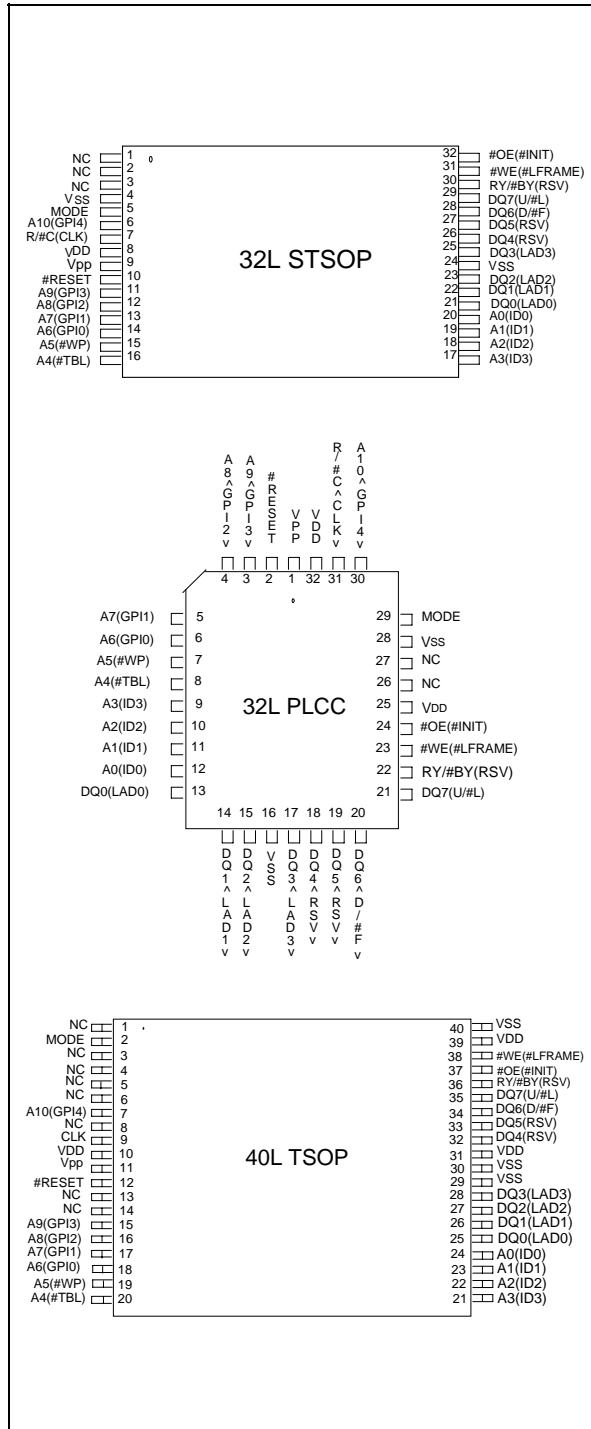 NC 1 32 #OE(#INIT)
NC 2 31 #WE(#LFRAME)
NC 3 30 RY/#BY(RSV)
VSS 4 29 DQ7(U/#L)
MODE 5 28 DQ6(D/#F)
A10(GPI4) 6 27 DQ5(RSV)
R/#C(CLK) 7 26 DQ4(RSV)
VDD 8 25 DQ3(LAD3)
Vpp 9 24 VSS
#RESET 10 23 DQ2(LAD2)
A9(GPI3) 11 22 DQ1(LAD1)
A8(GPI2) 12 21 DQ0(LAD0)
A7(GPI1) 13 20 A0(ID0)
A6(GPI0) 14 19 A1(ID1)
A5(#WP) 15 18 A2(ID2)
A4(#TBL) 16 17 A3(ID3)
32L STSOP
A8^GPI2v A9^GPI3v #RESET VPP VDD R/#C^CLKv A10^GPI4v
4 3 2 1 32 31 30
A7(GPI1) 5 29 MODE
A6(GPI0) 6 28 VSS
A5(#WP) 7 27 NC
A4(#TBL) 8 26 NC
A3(ID3) 9 25 VDD
A2(ID2) 10 24 #OE(#INIT)
A1(ID1) 11 23 #WE(#LFRAME)
A0(ID0) 12 22 RY/#BY(RSV)
DQ0(LAD0) 13 21 DQ7(U/#L)
32L PLCC
14 15 16 17 18 19 20
DQ1^LAD1v DQ2^LAD2v VSS DQ3^LAD3v DQ4^RSVv DQ5^RSVv DQ6^D/#Fv
NC 1 40 VSS
MODE 2 39 VDD
NC 3 38 #WE(#LFRAME)
NC 4 37 #OE(#INIT)
NC 5 36 RY/#BY(RSV)
NC 6 35 DQ7(U/#L)
A10(GPI4) 7 34 DQ6(D/#F)
NC 8 33 DQ5(RSV)
CLK 9 32 DQ4(RSV)
VDD 10 31 VDD
Vpp 11 30 VSS
#RESET 12 29 VSS
NC 13 28 DQ3(LAD3)
NC 14 27 DQ2(LAD2)
A9(GPI3) 15 26 DQ1(LAD1)
A8(GPI2) 16 25 DQ0(LAD0)
A7(GPI1) 17 24 A0(ID0)
A6(GPI0) 18 23 A1(ID1)
A5(#WP) 19 22 A2(ID2)
A4(#TBL) 20 21 A3(ID3)
40L TSOP